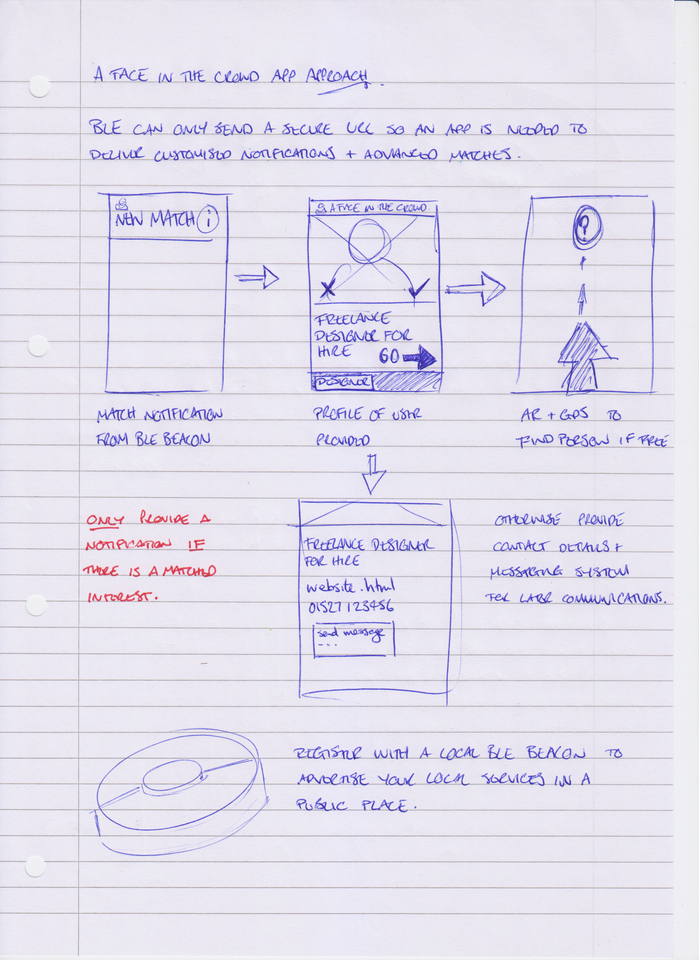 A FACE IN THE CROWD APP APPROACH.
BLE CAN ONLY SEND A SECURE URL SO AN APP IS NEEDED TO
DELIVER CUSTOMISED NOTIFICATIONS + ADVANCED MATCHES.
NEW MATCH i
A FACE IN THE CROWD.
FREELANCE
DESIGNER FOR
HIRE
GO
DESIGNER
?
MATCH NOTIFICATION
FROM BLE BEACON
PROFILE OF USER
PROVIDED
AR + GPS TO
FIND PERSON IF FREE
ONLY PROVIDE A
NOTIFICATION IF
THERE IS A MATCHED
INTEREST.
FREELANCE DESIGNER
FOR HIRE
website.html
01527 123456
send message
---
OTHERWISE PROVIDE
CONTACT DETAILS +
MESSAGING SYSTEM
FOR LATER COMMUNICATIONS.
REGISTER WITH A LOCAL BLE BEACON TO
ADVERTISE YOUR LOCAL SERVICES IN A
PUBLIC PLACE.